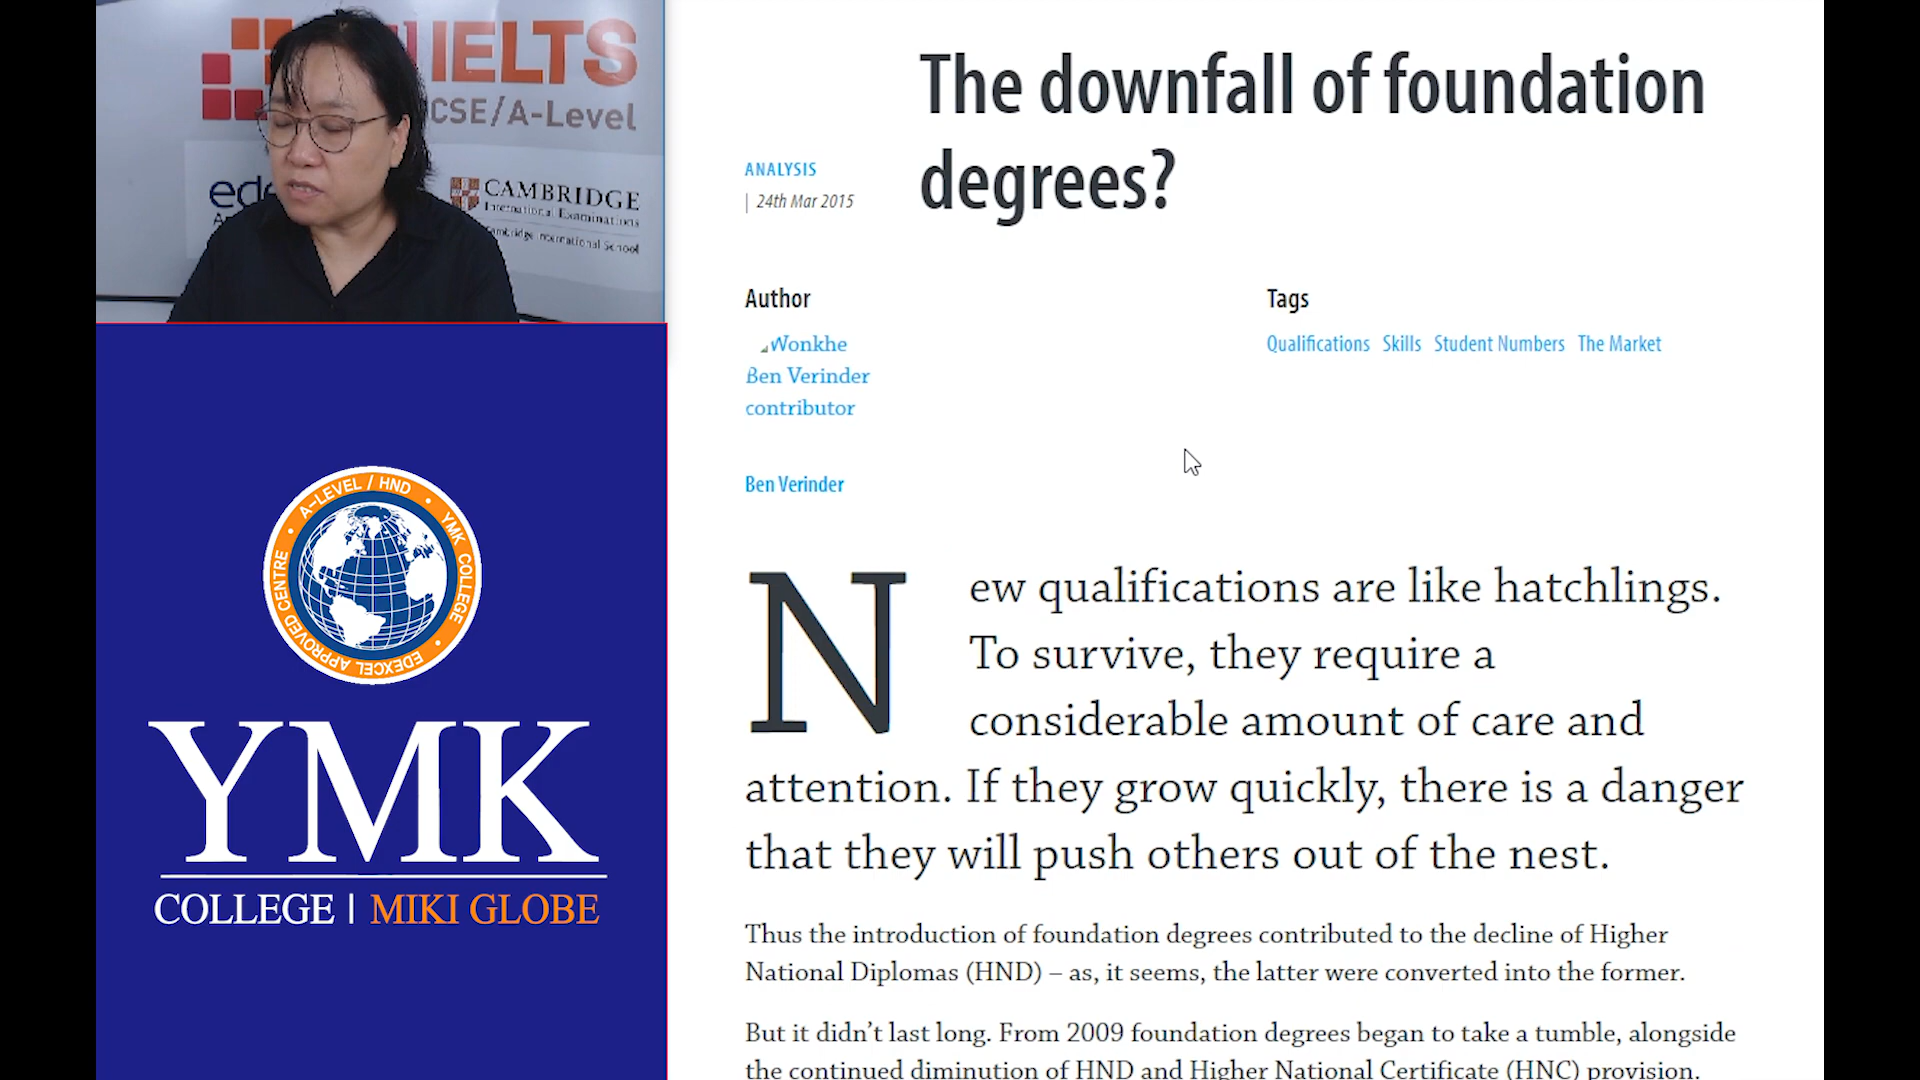 IELTS
CSE/A-Level
CAMBRIDGE
International Examinations
Cambridge International School
A-LEVEL / HND • YMK COLLEGE • EDEXCEL APPROVED CENTRE •
YMK
COLLEGE | MIKI GLOBE
The downfall of foundation
degrees?
ANALYSIS
| 24th Mar 2015
Author
Wonkhe
Ben Verinder
contributor
Ben Verinder
Tags
Qualifications Skills Student Numbers The Market
New qualifications are like hatchlings.
To survive, they require a
considerable amount of care and
attention. If they grow quickly, there is a danger
that they will push others out of the nest.
Thus the introduction of foundation degrees contributed to the decline of Higher
National Diplomas (HND) – as, it seems, the latter were converted into the former.
But it didn’t last long. From 2009 foundation degrees began to take a tumble, alongside
the continued diminution of HND and Higher National Certificate (HNC) provision.